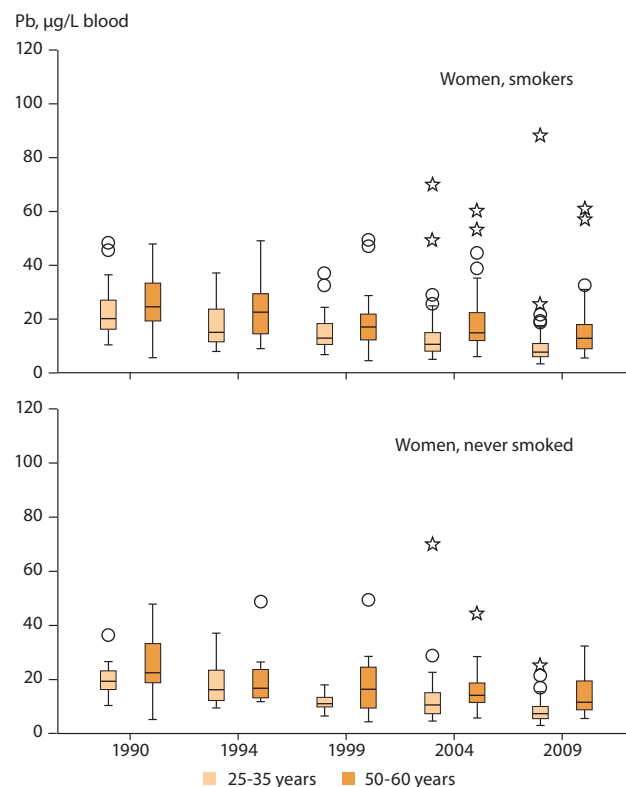 Pb, µg/L blood
120
Women, smokers
100
80
60
40
20
0
120
Women, never smoked
100
80
60
40
20
0
1990 1994 1999 2004 2009
25-35 years 50-60 years